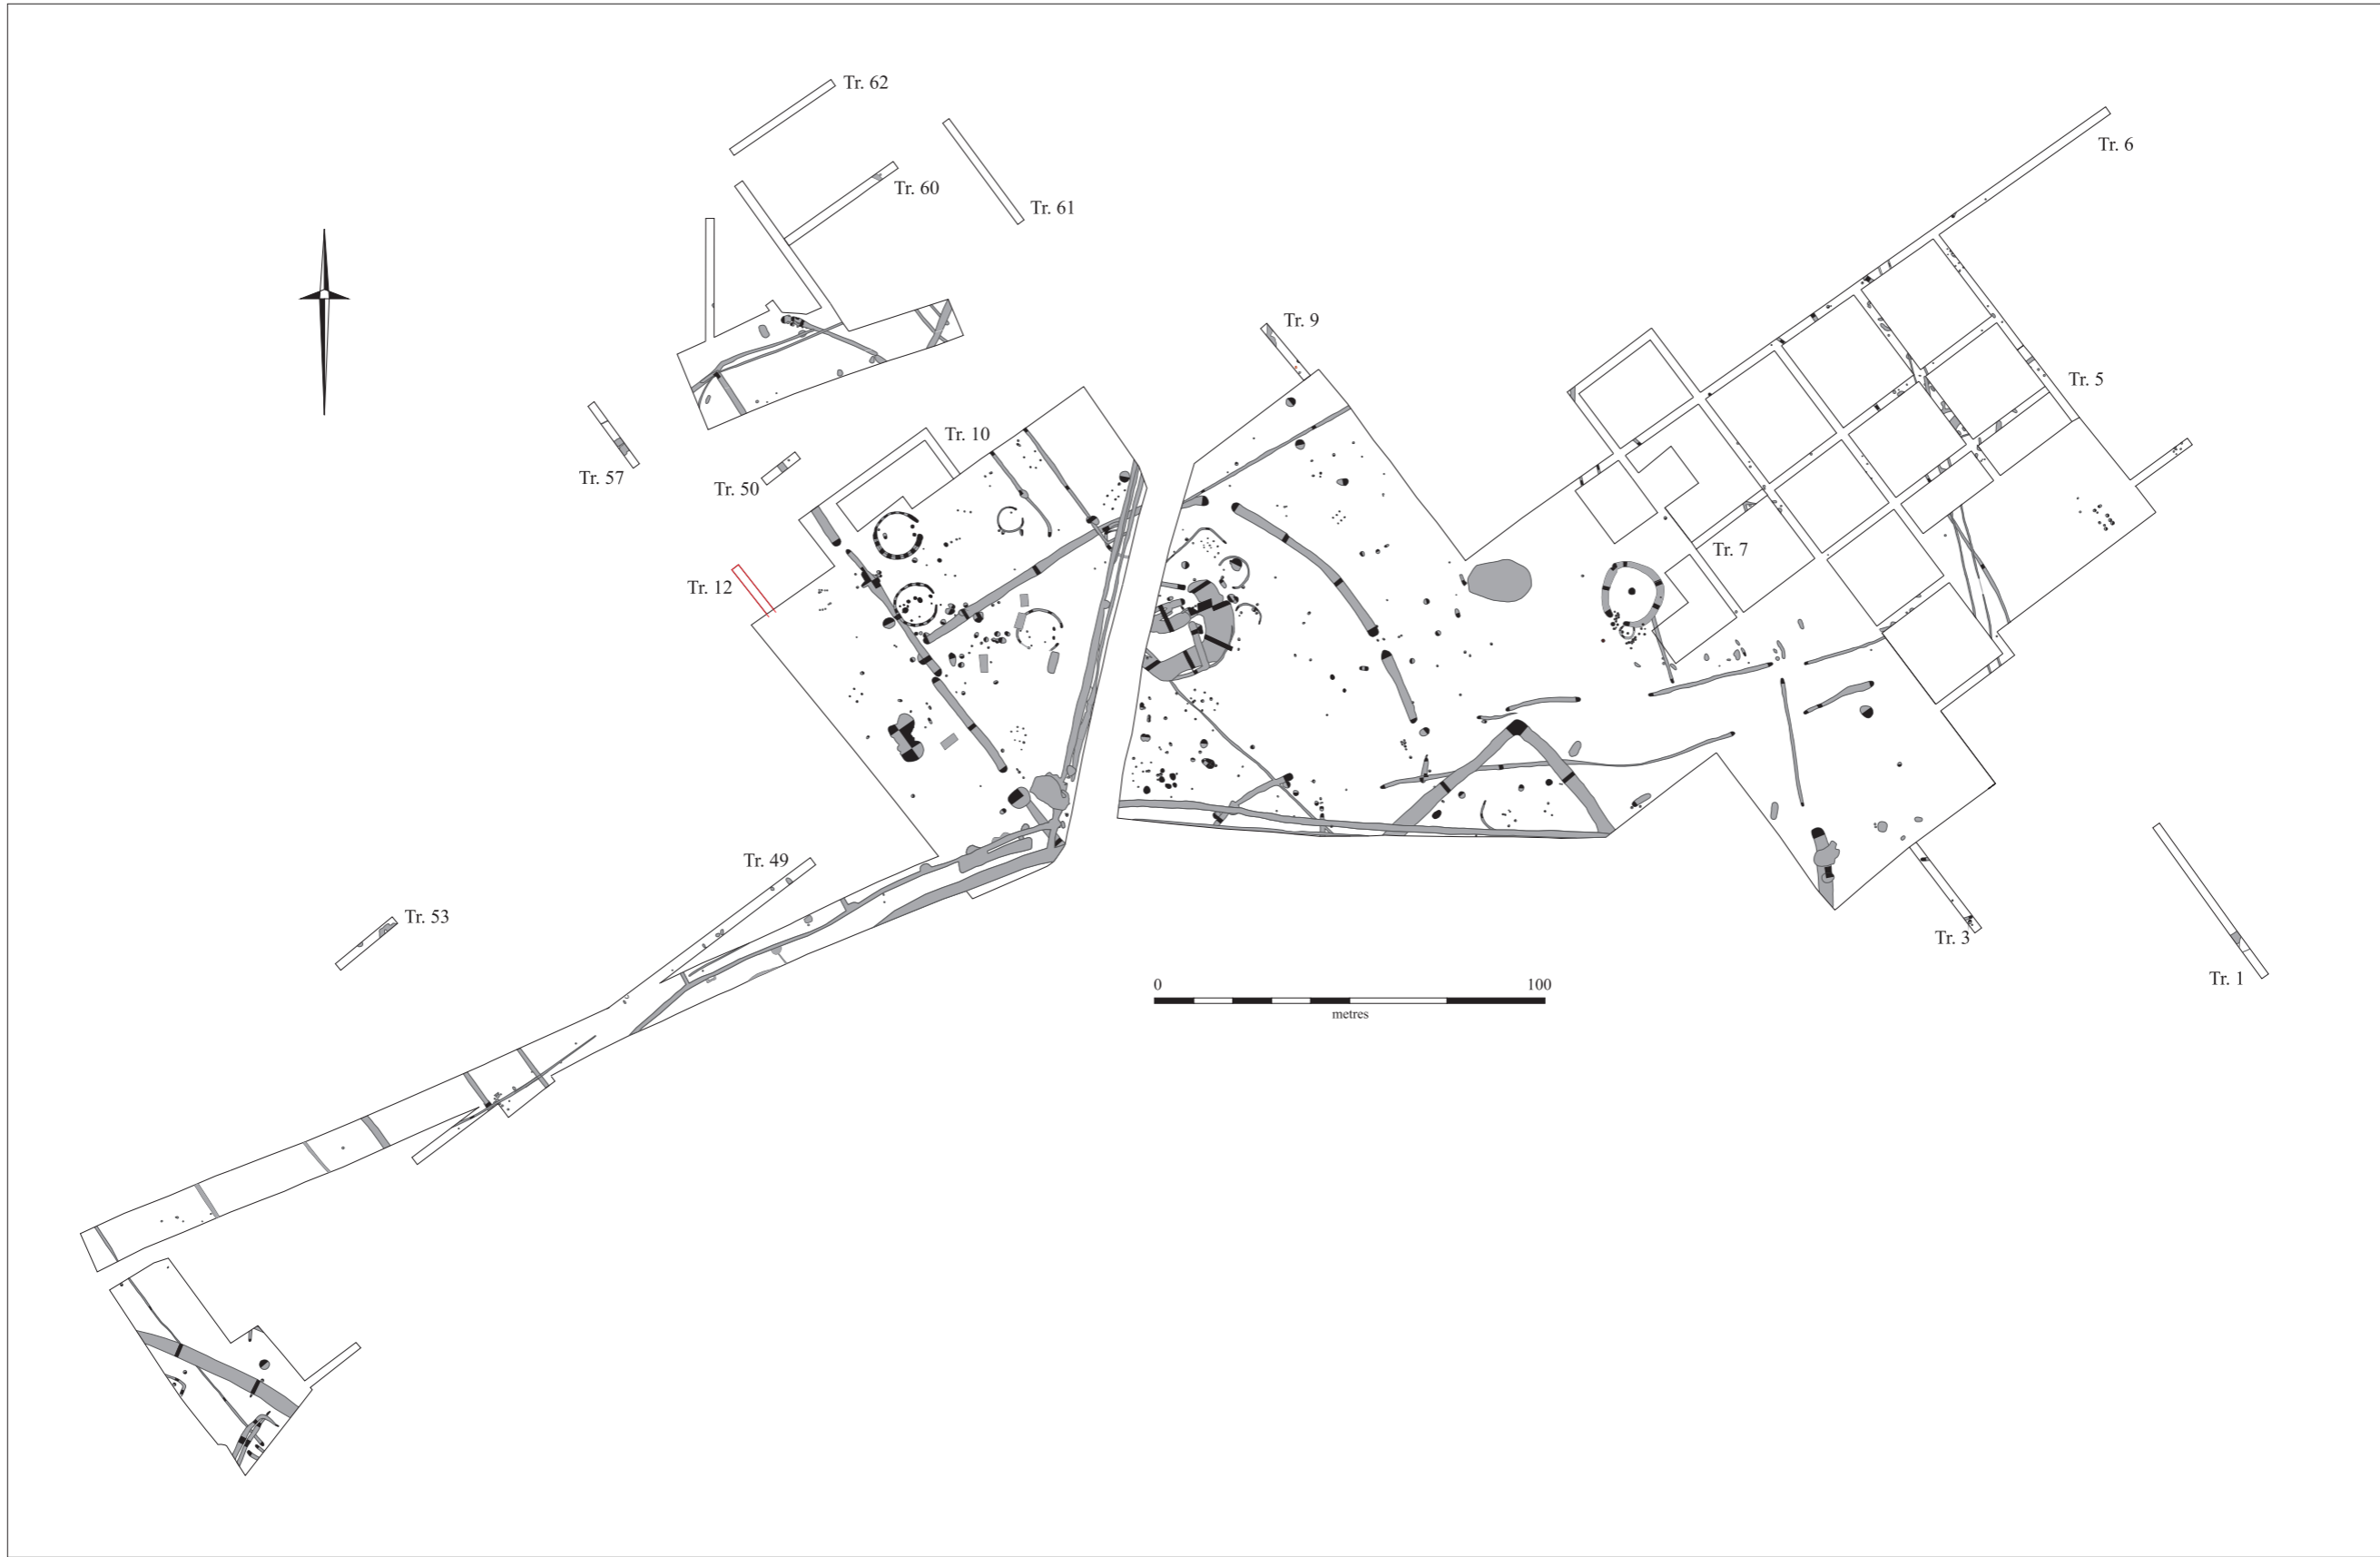 Tr. 62
Tr. 6
Tr. 60
Tr. 61
Tr. 9
Tr. 5
Tr. 10
Tr. 57
Tr. 50
Tr. 7
Tr. 12
Tr. 49
Tr. 53
Tr. 3
Tr. 1
0 100
metres